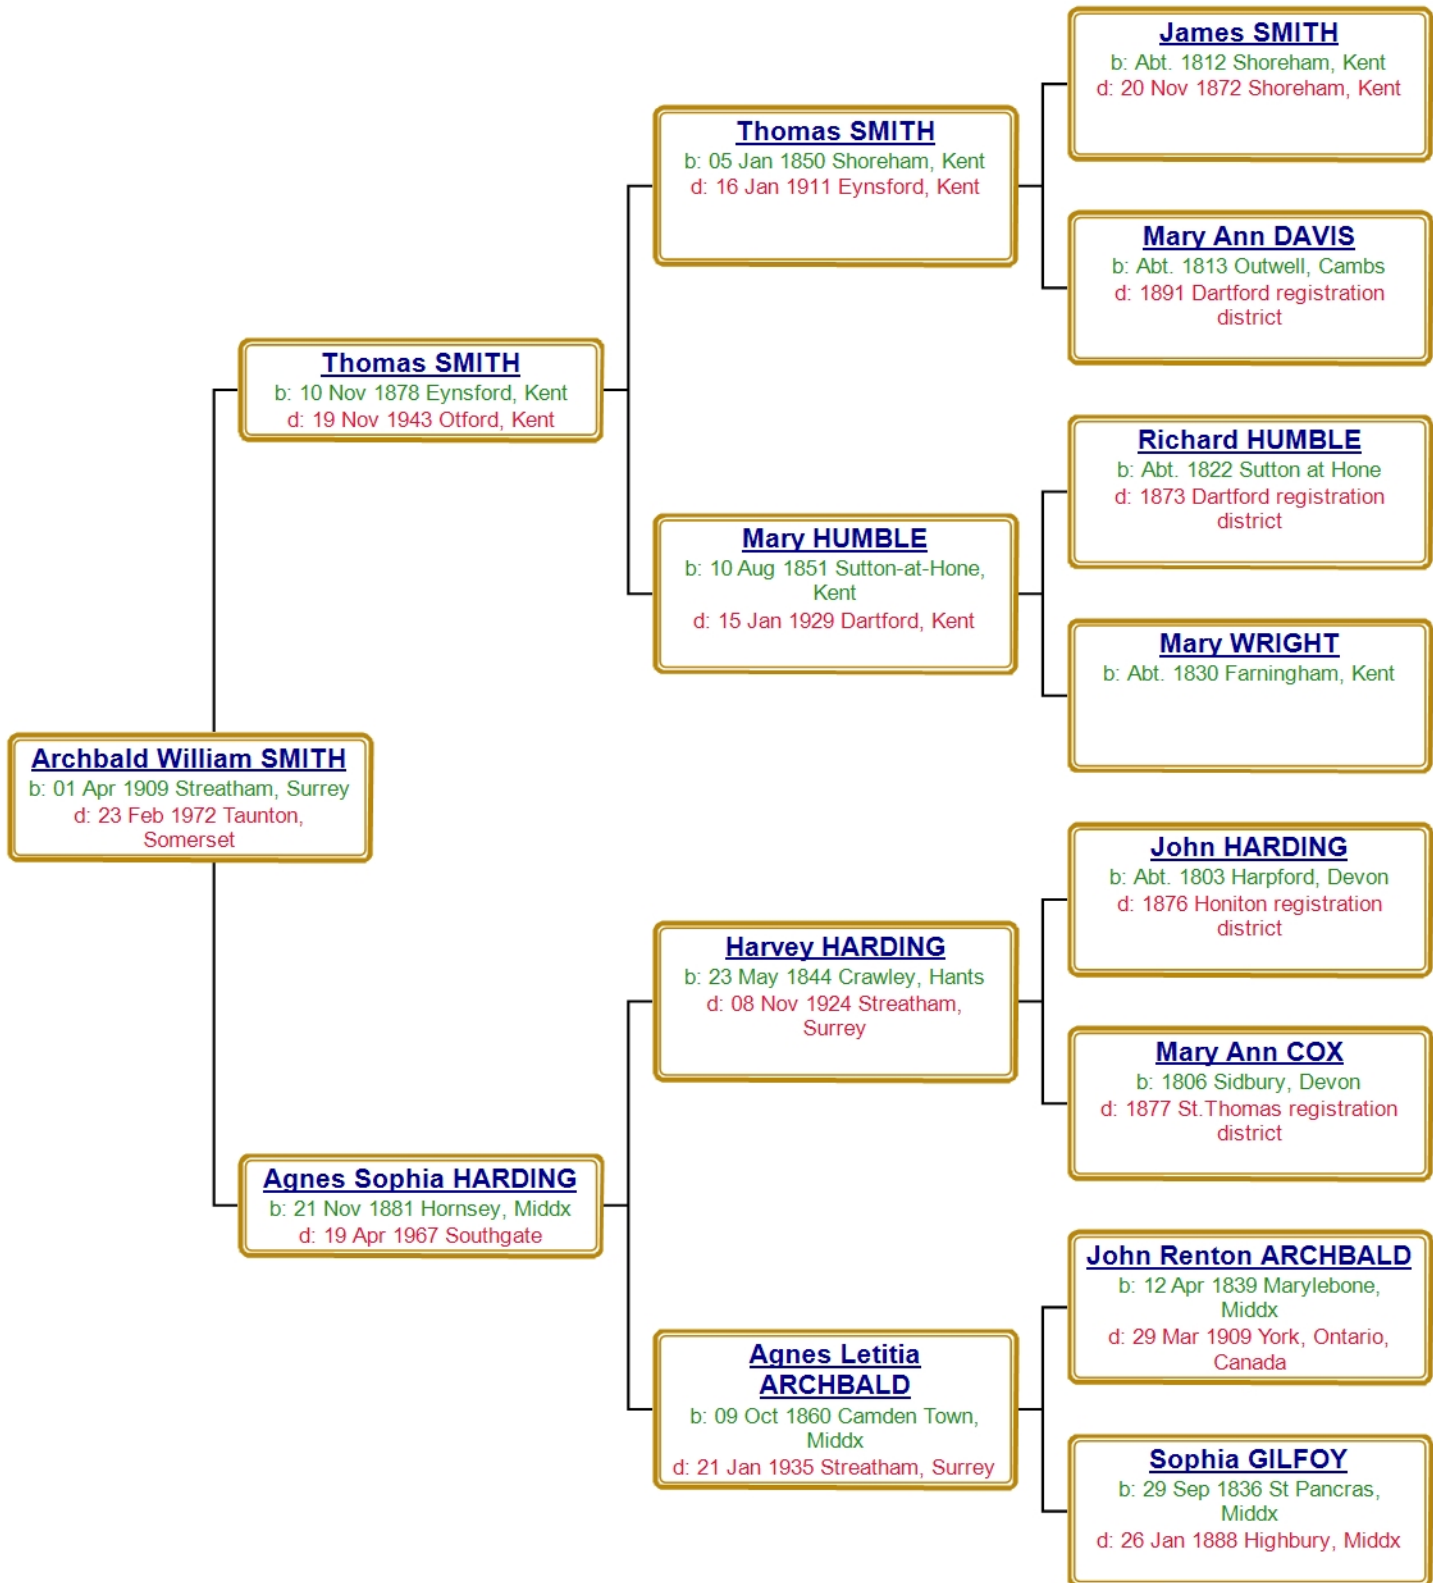 James SMITH
b: Abt. 1812 Shoreham, Kent
d: 20 Nov 1872 Shoreham, Kent
Thomas SMITH
b: 05 Jan 1850 Shoreham, Kent
d: 16 Jan 1911 Eynsford, Kent
Mary Ann DAVIS
b: Abt. 1813 Outwell, Cambs
d: 1891 Dartford registration
district
Thomas SMITH
b: 10 Nov 1878 Eynsford, Kent
d: 19 Nov 1943 Otford, Kent
Richard HUMBLE
b: Abt. 1822 Sutton at Hone
d: 1873 Dartford registration
district
Mary HUMBLE
b: 10 Aug 1851 Sutton-at-Hone,
Kent
d: 15 Jan 1929 Dartford, Kent
Mary WRIGHT
b: Abt. 1830 Farningham, Kent
Archbald William SMITH
b: 01 Apr 1909 Streatham, Surrey
d: 23 Feb 1972 Taunton,
Somerset
John HARDING
b: Abt. 1803 Harpford, Devon
d: 1876 Honiton registration
district
Harvey HARDING
b: 23 May 1844 Crawley, Hants
d: 08 Nov 1924 Streatham,
Surrey
Mary Ann COX
b: 1806 Sidbury, Devon
d: 1877 St.Thomas registration
district
Agnes Sophia HARDING
b: 21 Nov 1881 Hornsey, Middx
d: 19 Apr 1967 Southgate
John Renton ARCHBALD
b: 12 Apr 1839 Marylebone,
Middx
d: 29 Mar 1909 York, Ontario,
Canada
Agnes Letitia
ARCHBALD
b: 09 Oct 1860 Camden Town,
Middx
d: 21 Jan 1935 Streatham, Surrey
Sophia GILFOY
b: 29 Sep 1836 St Pancras,
Middx
d: 26 Jan 1888 Highbury, Middx